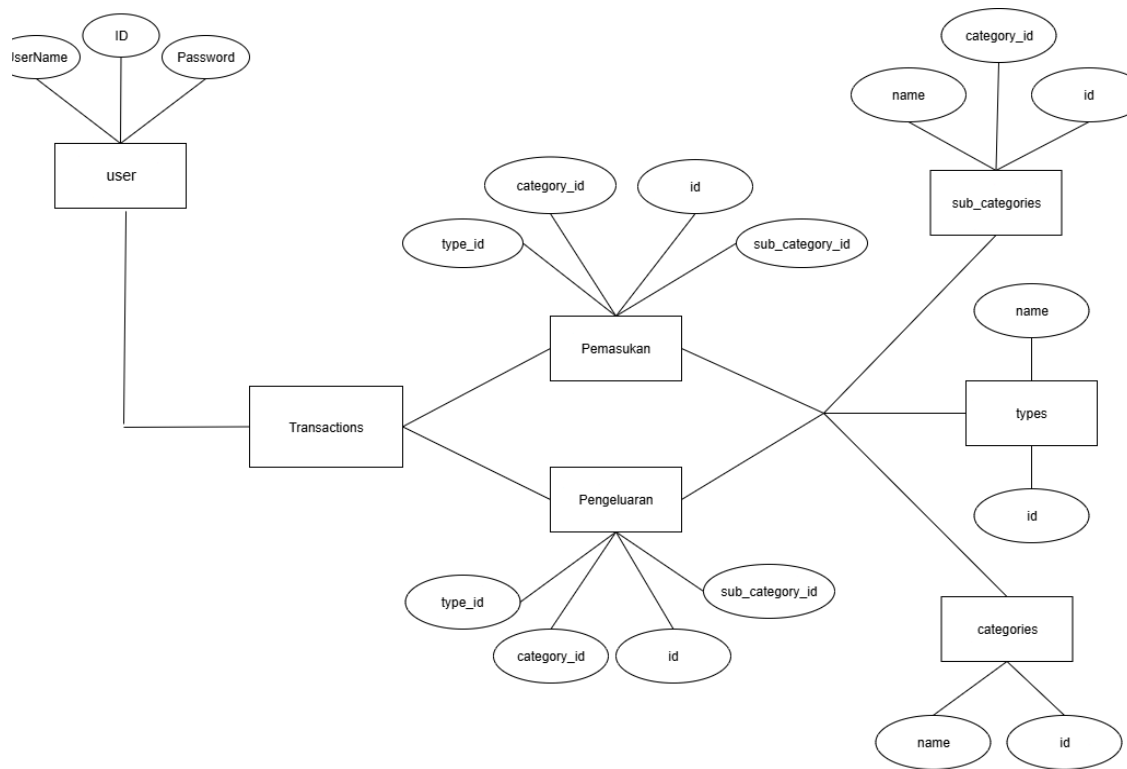 ID
UserName
Password
user
category_id
name
id
sub_categories
category_id
id
type_id
sub_category_id
Pemasukan
name
types
id
Transactions
Pengeluaran
type_id
sub_category_id
category_id
id
categories
name
id